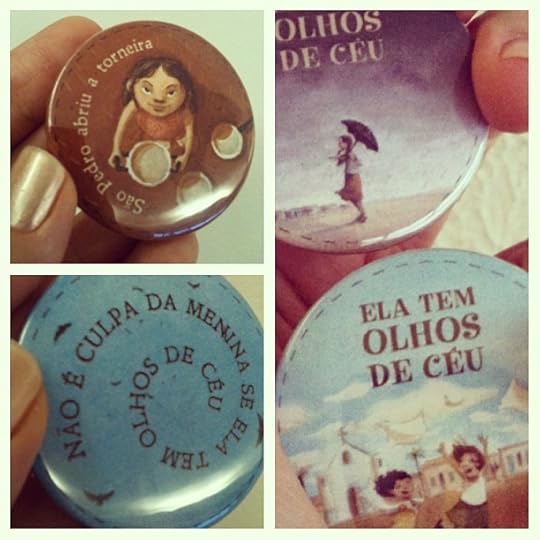 São Pedro abriu a torneira
OLHOS
DE CÉU
NÃO É CULPA DA MENINA SE ELA TEM OLHOS DE CÉU
ELA TEM
OLHOS
DE CÉU